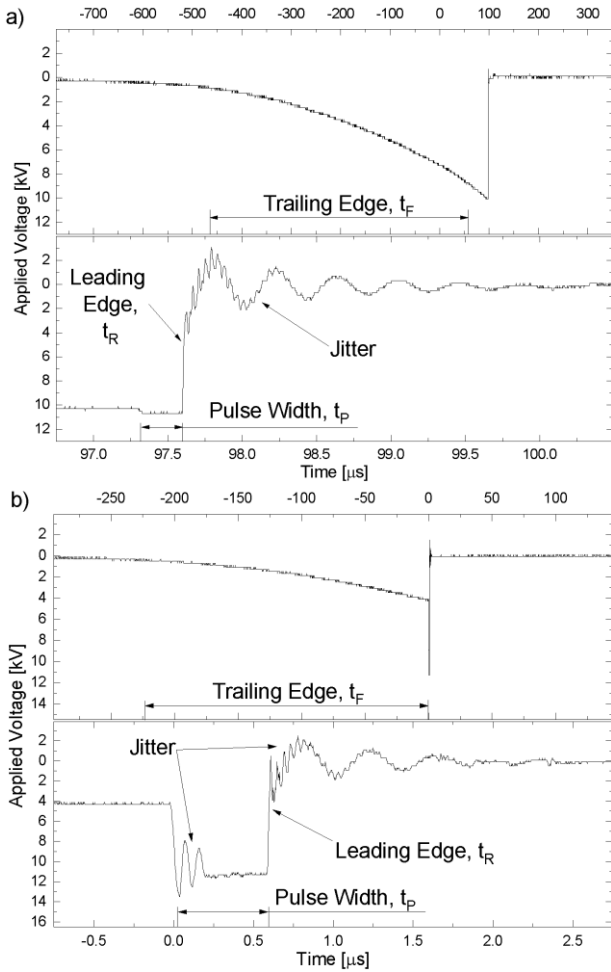 a)
-700 -600 -500 -400 -300 -200 -100 0 100 200 300
2
0
2
4
6
8
10
12
Trailing Edge, tF
Applied Voltage [kV]
2
0
2
4
6
8
10
12
Leading
Edge,
tR
Jitter
Pulse Width, tP
97.0 97.5 98.0 98.5 99.0 99.5 100.0
Time [μs]
b)
-250 -200 -150 -100 -50 0 50 100
2
0
2
4
6
8
10
12
14
Trailing Edge, tF
Applied Voltage [kV]
2
0
2
4
6
8
10
12
14
16
Jitter
Leading Edge, tR
Pulse Width, tP
-0.5 0.0 0.5 1.0 1.5 2.0 2.5
Time [μs]